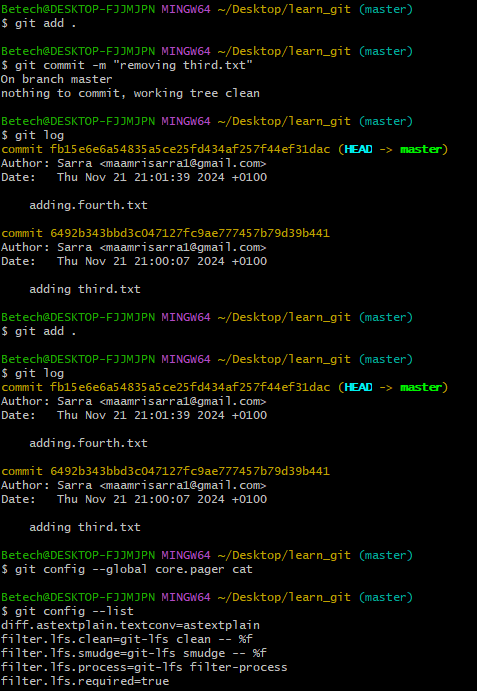 Betech@DESKTOP-FJJMJPN MINGW64 ~/Desktop/learn_git (master)
$ git add .
Betech@DESKTOP-FJJMJPN MINGW64 ~/Desktop/learn_git (master)
$ git commit -m "removing third.txt"
On branch master
nothing to commit, working tree clean
Betech@DESKTOP-FJJMJPN MINGW64 ~/Desktop/learn_git (master)
$ git log
commit fb15e6e6a54835a5ce25fd434af257f44ef31dac (HEAD -> master)
Author: Sarra <maamrisarra1@gmail.com>
Date:   Thu Nov 21 21:01:39 2024 +0100
    adding.fourth.txt
commit 6492b343bbd3c047127fc9ae777457b79d39b441
Author: Sarra <maamrisarra1@gmail.com>
Date:   Thu Nov 21 21:00:07 2024 +0100
    adding third.txt
Betech@DESKTOP-FJJMJPN MINGW64 ~/Desktop/learn_git (master)
$ git add .
Betech@DESKTOP-FJJMJPN MINGW64 ~/Desktop/learn_git (master)
$ git log
commit fb15e6e6a54835a5ce25fd434af257f44ef31dac (HEAD -> master)
Author: Sarra <maamrisarra1@gmail.com>
Date:   Thu Nov 21 21:01:39 2024 +0100
    adding.fourth.txt
commit 6492b343bbd3c047127fc9ae777457b79d39b441
Author: Sarra <maamrisarra1@gmail.com>
Date:   Thu Nov 21 21:00:07 2024 +0100
    adding third.txt
Betech@DESKTOP-FJJMJPN MINGW64 ~/Desktop/learn_git (master)
$ git config --global core.pager cat
Betech@DESKTOP-FJJMJPN MINGW64 ~/Desktop/learn_git (master)
$ git config --list
diff.astextplain.textconv=astextplain
filter.lfs.clean=git-lfs clean -- %f
filter.lfs.smudge=git-lfs smudge -- %f
filter.lfs.process=git-lfs filter-process
filter.lfs.required=true